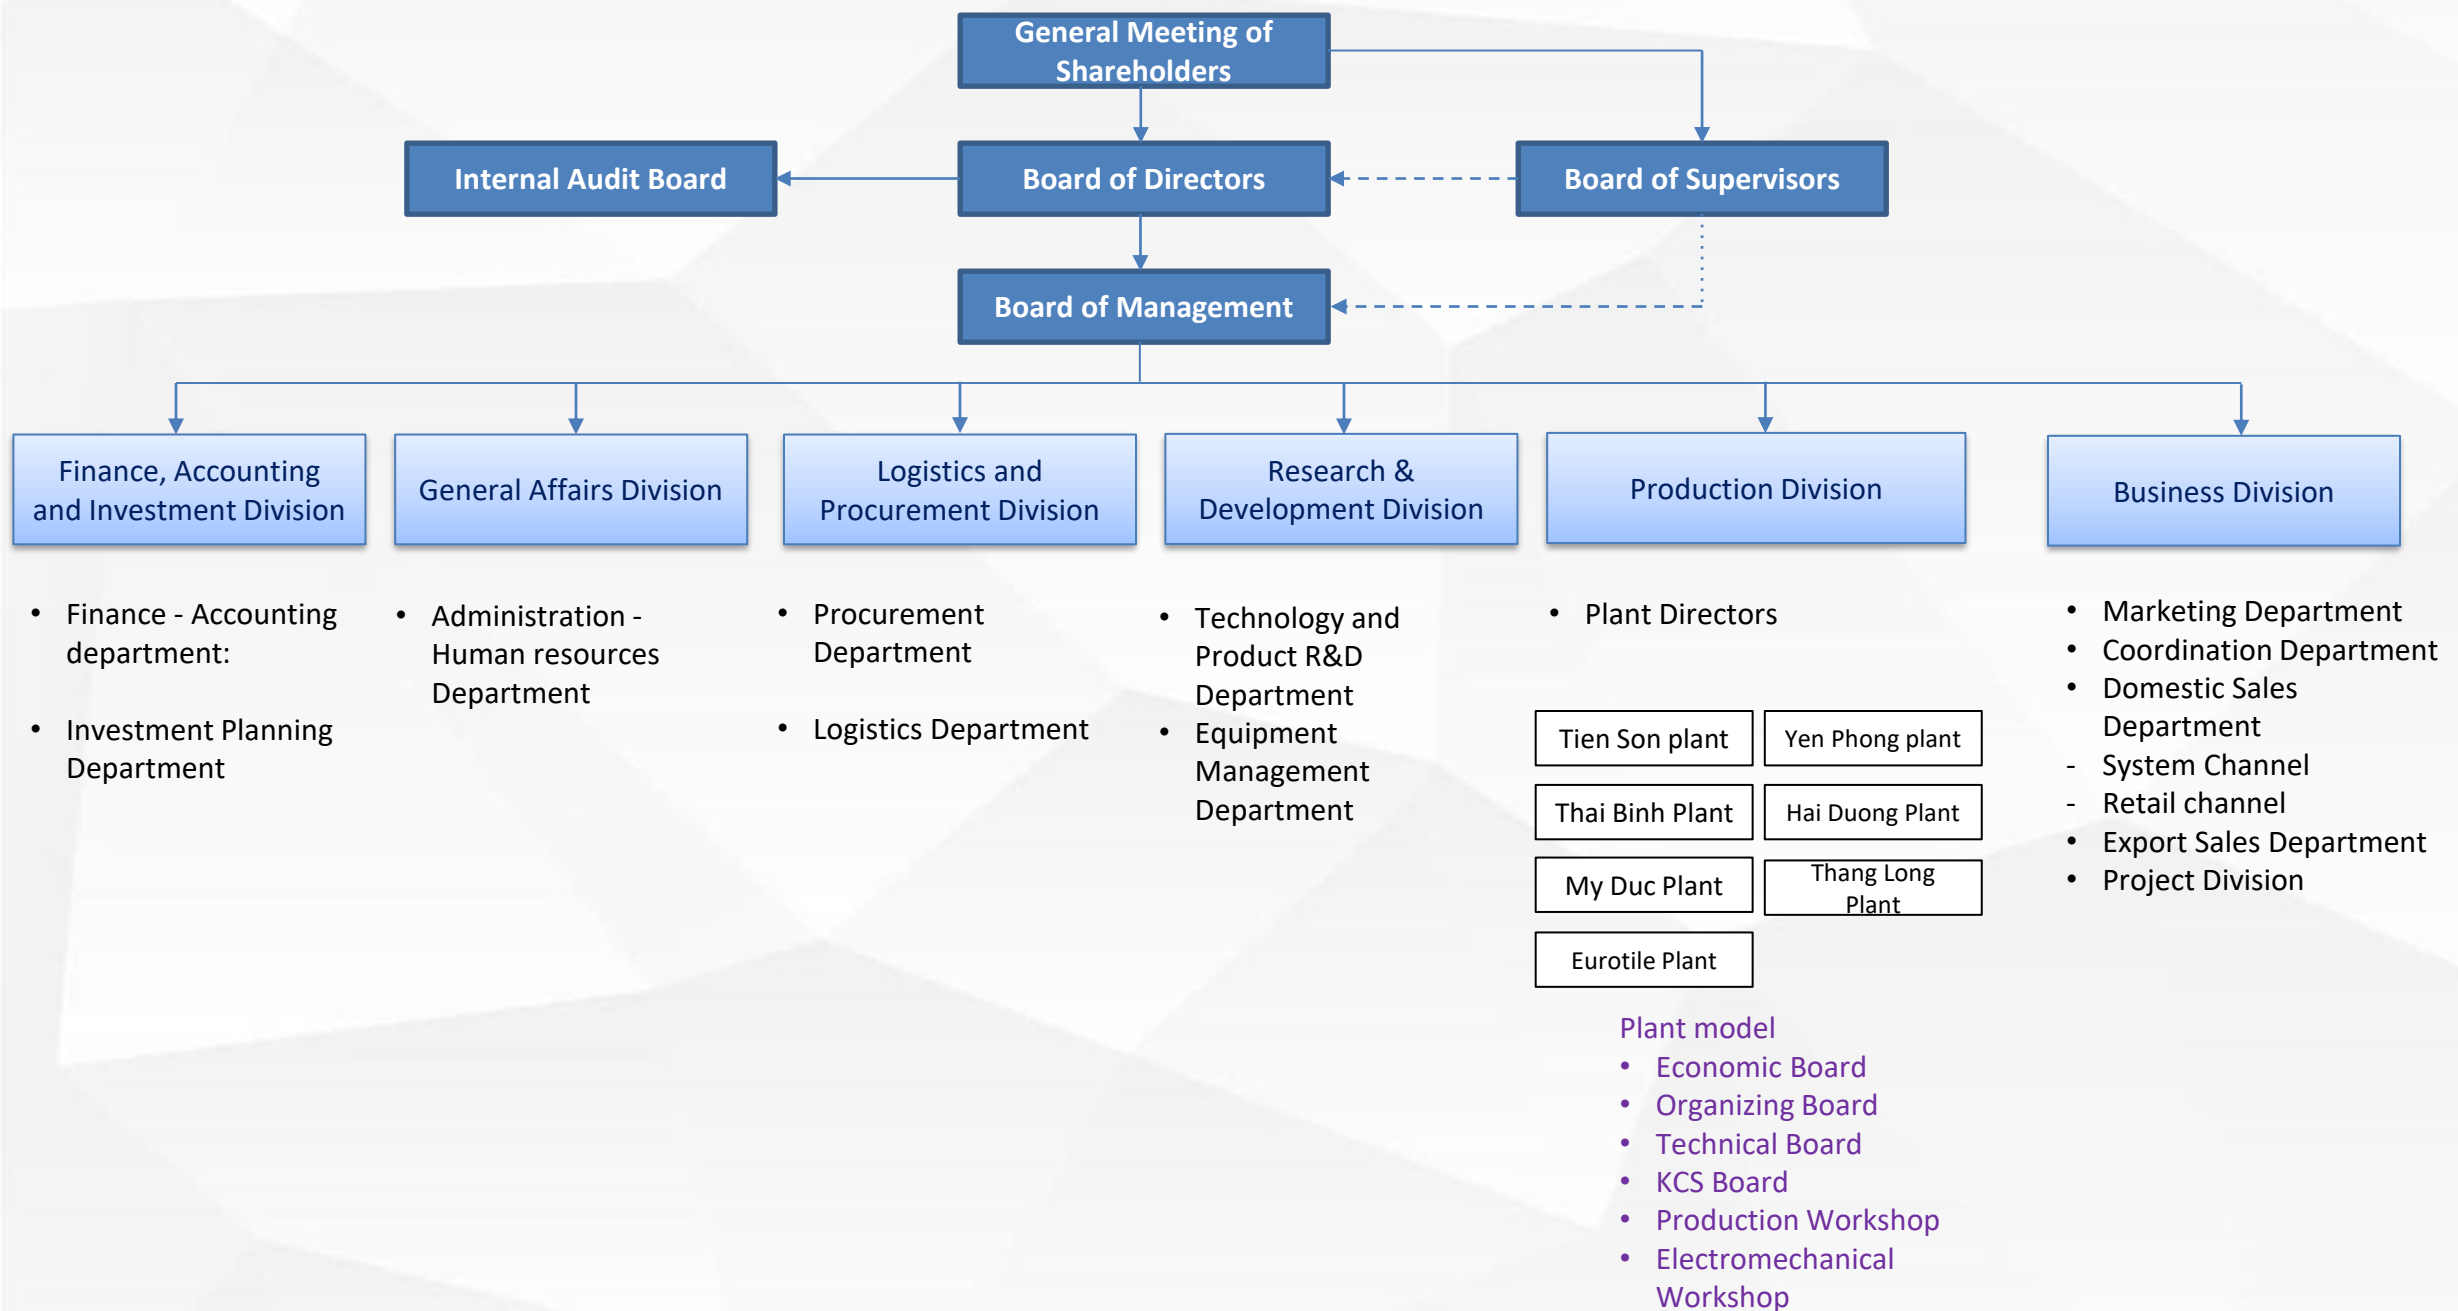 General Meeting of
Shareholders
Internal Audit Board
Board of Directors
Board of Supervisors
Board of Management
Finance, Accounting
and Investment Division
General Affairs Division
Logistics and
Procurement Division
Research &
Development Division
Production Division
Business Division
• Finance - Accounting
department:
• Investment Planning
Department
• Administration -
Human resources
Department
• Procurement
Department
• Logistics Department
• Technology and
Product R&D
Department
• Equipment
Management
Department
• Plant Directors
Tien Son plant
Yen Phong plant
Thai Binh Plant
Hai Duong Plant
My Duc Plant
Thang Long
Plant
Eurotile Plant
Plant model
• Economic Board
• Organizing Board
• Technical Board
• KCS Board
• Production Workshop
• Electromechanical
Workshop
• Marketing Department
• Coordination Department
• Domestic Sales
Department
- System Channel
- Retail channel
• Export Sales Department
• Project Division